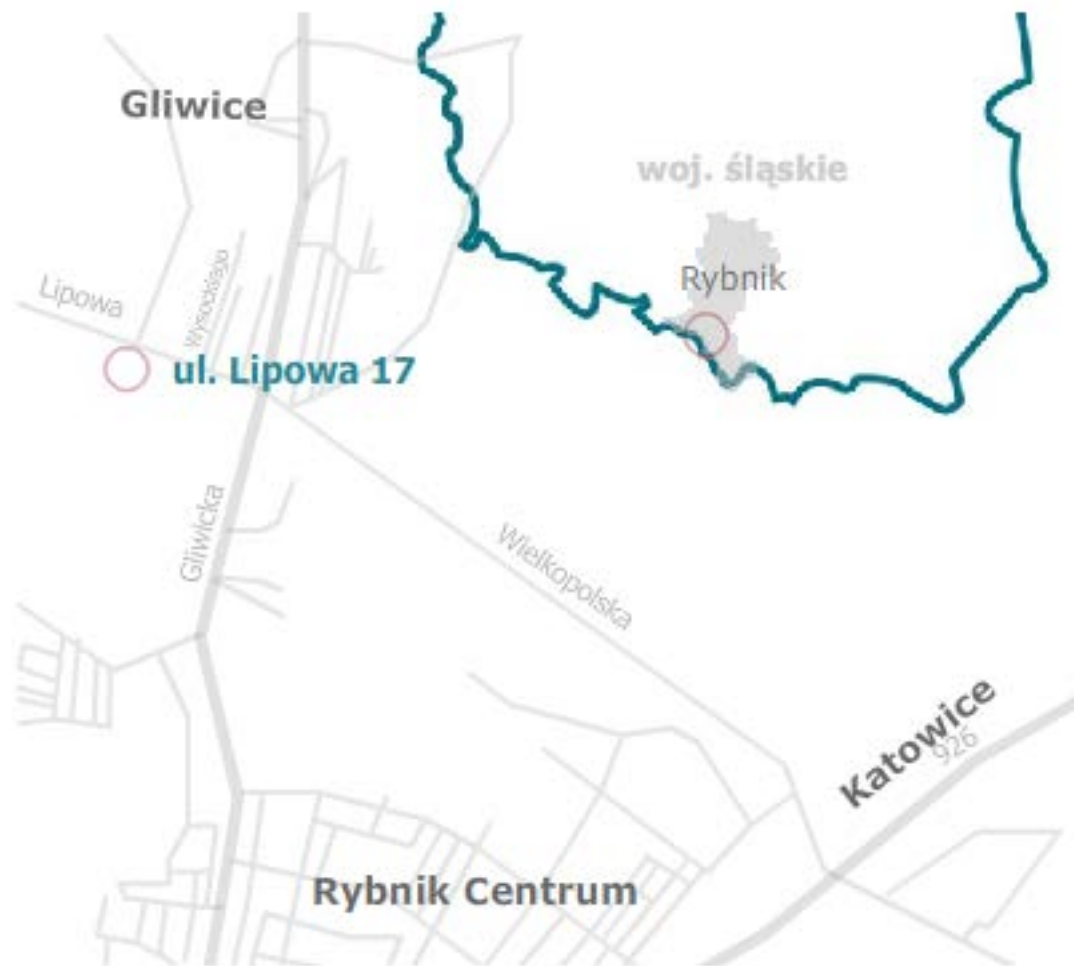 Gliwice
woj. śląskie
Rybnik
Lipowa
Wysockiego
ul. Lipowa 17
Gliwicka
Wielkopolska
Katowice
926
Rybnik Centrum